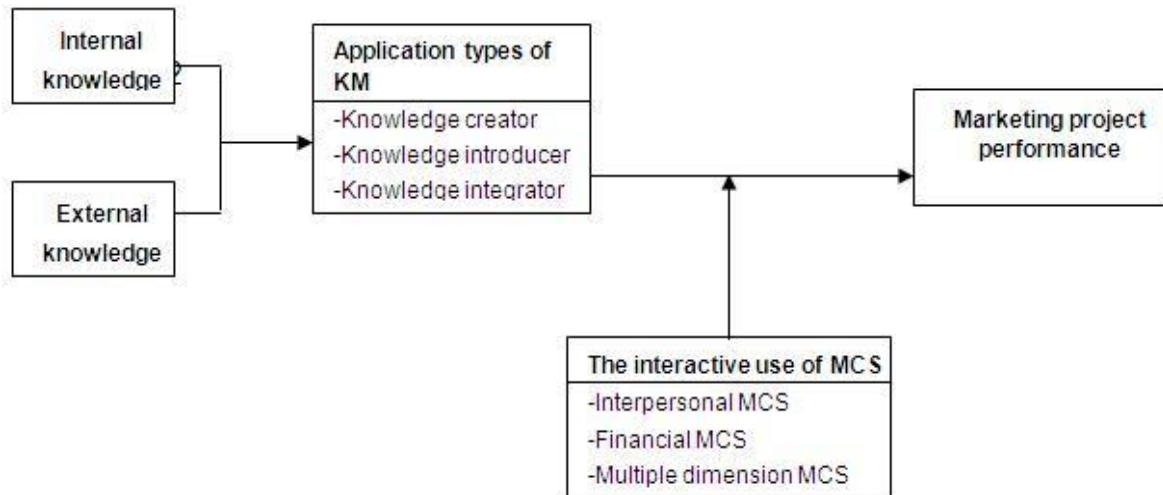 Internal
knowledge
External
knowledge
Application types of
KM
-Knowledge creator
-Knowledge introducer
-Knowledge integrator
Marketing project
performance
The interactive use of MCS
-Interpersonal MCS
-Financial MCS
-Multiple dimension MCS